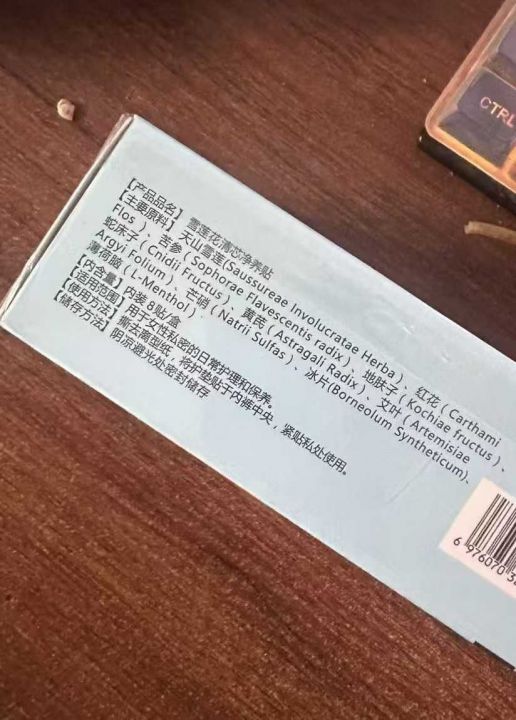 【产品品名】 雪莲花清芯净养贴
【主要原料】 天山雪莲(Saussureae Involucratae Herba)、红花(Carthami
Flos)、苦参(Sophorae Flavescentis radix)、地肤子(Kochiae fructus)、
蛇床子(Cnidii Fructus)、黄芪(Astragali Radix)、艾叶(Artemisiae
Argyi Folium)、芒硝(Natrii Sulfas)、冰片(Borneolum Syntheticum)、
薄荷脑(L-Menthol)
【内含量】 内装8贴/盒
【适用范围】 用于女性私密的日常护理和保养。
【使用方法】 撕去离型纸，将护垫贴于内裤中央，紧贴私处使用。
【储存方法】 阴凉避光处密封储存
6 976070 32
CTRL